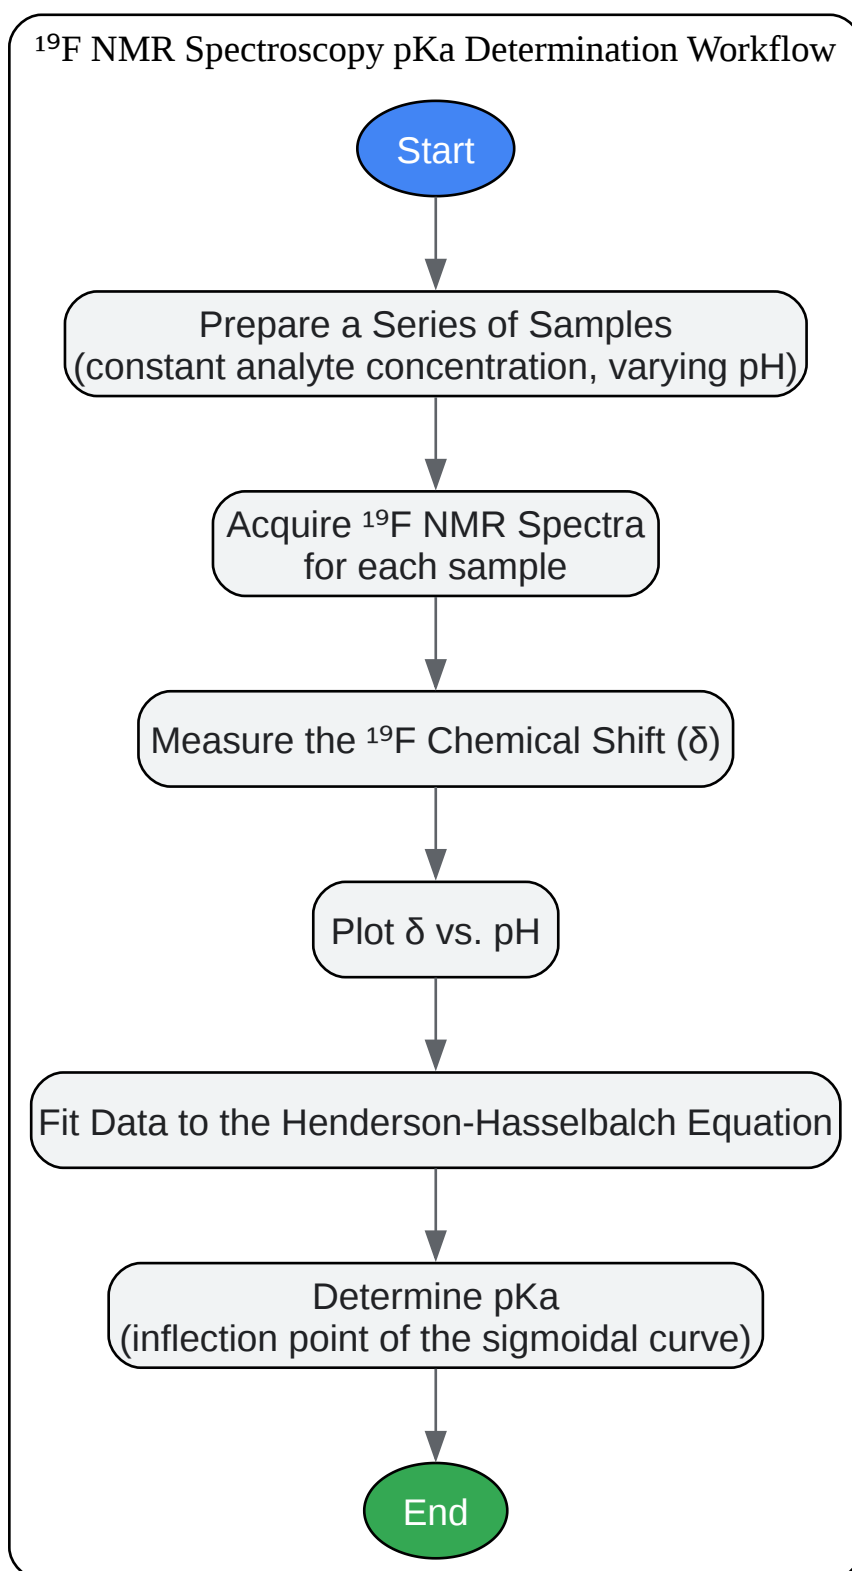 ¹⁹F NMR Spectroscopy pKa Determination Workflow
Start
Prepare a Series of Samples
(constant analyte concentration, varying pH)
Acquire ¹⁹F NMR Spectra
for each sample
Measure the ¹⁹F Chemical Shift (δ)
Plot δ vs. pH
Fit Data to the Henderson-Hasselbalch Equation
Determine pKa
(inflection point of the sigmoidal curve)
End